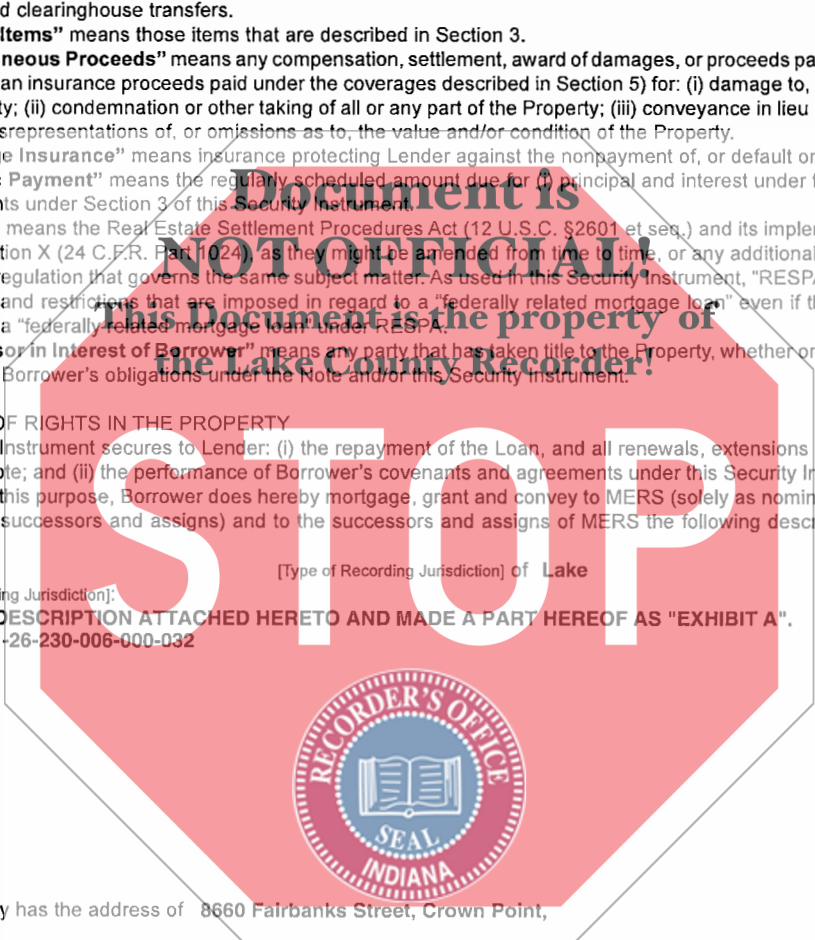 d clearinghouse transfers.
Items” means those items that are described in Section 3.
neous Proceeds” means any compensation, settlement, award of damages, or proceeds pa
an insurance proceeds paid under the coverages described in Section 5) for: (i) damage to,
ty; (ii) condemnation or other taking of all or any part of the Property; (iii) conveyance in lieu
srepresentations of, or omissions as to, the value and/or condition of the Property.
e Insurance” means insurance protecting Lender against the nonpayment of, or default or
Payment” means the regularly scheduled amount due for (i) principal and interest under
Document is
ts under Section 3 of this Security Instrument.
means the Real Estate Settlement Procedures Act (12 U.S.C. §2601 et seq.) and its implem
NOT OFFICIAL!
tion X (24 C.F.R. Part 1024), as they might be amended from time to time, or any additional
egulation that governs the same subject matter. As used in this Security Instrument, "RESPA
and restrictions that are imposed in regard to a "federally related mortgage loan" even if th
This Document is the property of
a "federally related mortgage loan" under RESPA.
or in Interest of Borrower” means any party that has taken title to the Property, whether or
the Lake County Recorder!
Borrower's obligations under the Note and/or this Security Instrument.
OF RIGHTS IN THE PROPERTY
Instrument secures to Lender: (i) the repayment of the Loan, and all renewals, extensions
te; and (ii) the performance of Borrower's covenants and agreements under this Security In
this purpose, Borrower does hereby mortgage, grant and convey to MERS (solely as nomin
successors and assigns) and to the successors and assigns of MERS the following descr
STOP
[Type of Recording Jurisdiction] of Lake
ng Jurisdiction]:
DESCRIPTION ATTACHED HERETO AND MADE A PART HEREOF AS "EXHIBIT A".
-26-230-006-000-032
RECORDER'S OFFICE
SEAL
INDIANA
y has the address of 8660 Fairbanks Street, Crown Point,